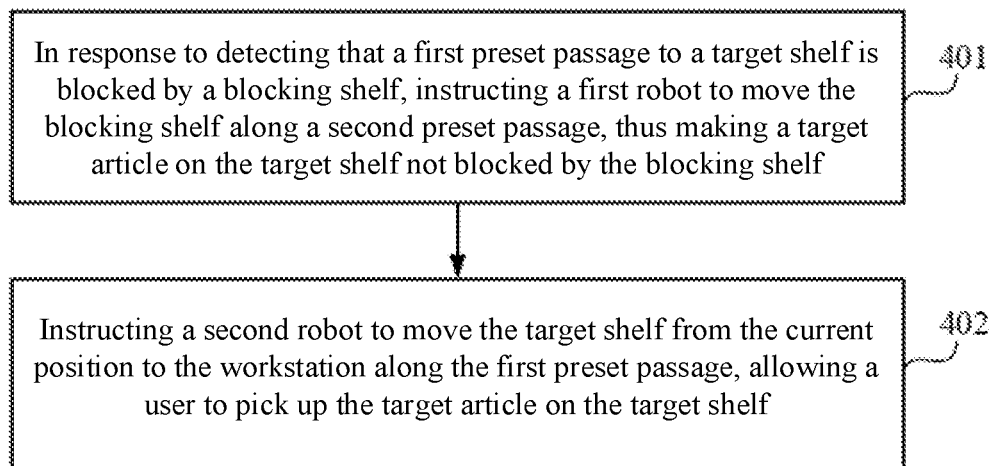 In response to detecting that a first preset passage to a target shelf is
blocked by a blocking shelf, instructing a first robot to move the
blocking shelf along a second preset passage, thus making a target
article on the target shelf not blocked by the blocking shelf
401
Instructing a second robot to move the target shelf from the current
position to the workstation along the first preset passage, allowing a
user to pick up the target article on the target shelf
402